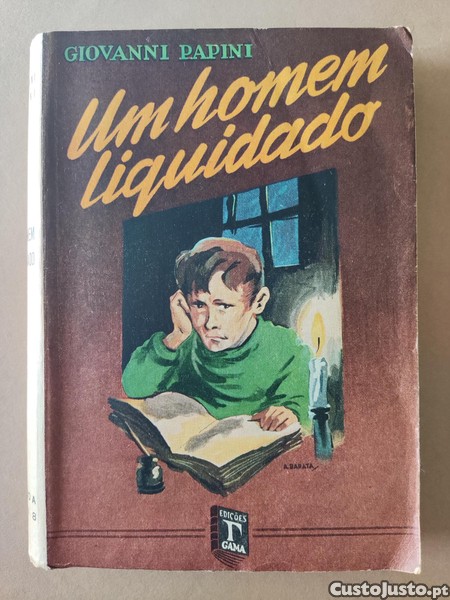 GIOVANNI PAPINI
Um homem
liquidado
A. BARATA
EDIÇÕES
Γ
GAMA
CustoJusto.pt